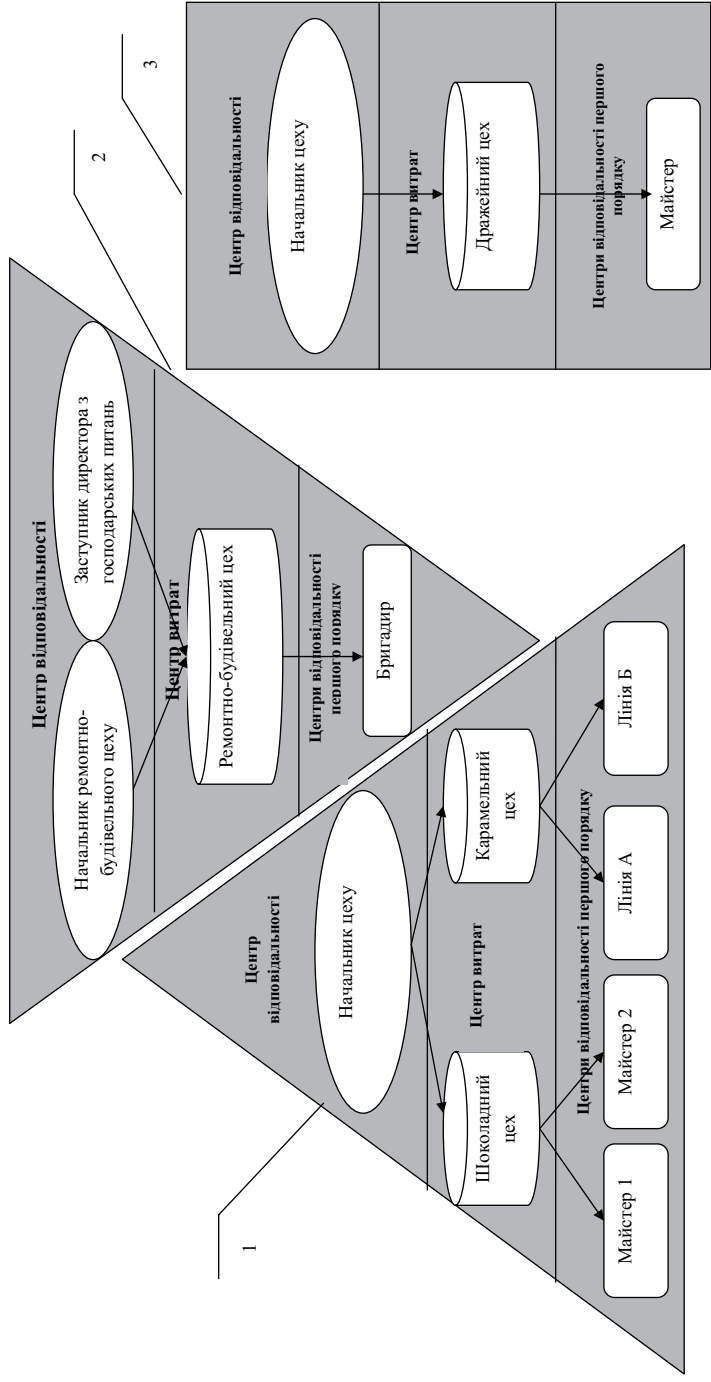 1
Центр
відповідальності
Начальник цеху
Центр витрат
Шоколадний
цех
Карамельний
цех
Центри відповідальності першого порядку
Майстер 1
Майстер 2
Лінія А
Лінія Б
2
Центр відповідальності
Начальник ремонтно-
будівельного цеху
Заступник директора з
господарських питань
Центр витрат
Ремонтно-будівельний цех
Центри відповідальності
першого порядку
Бригадир
3
Центр відповідальності
Начальник цеху
Центр витрат
Дражейний цех
Центри відповідальності першого
порядку
Майстер